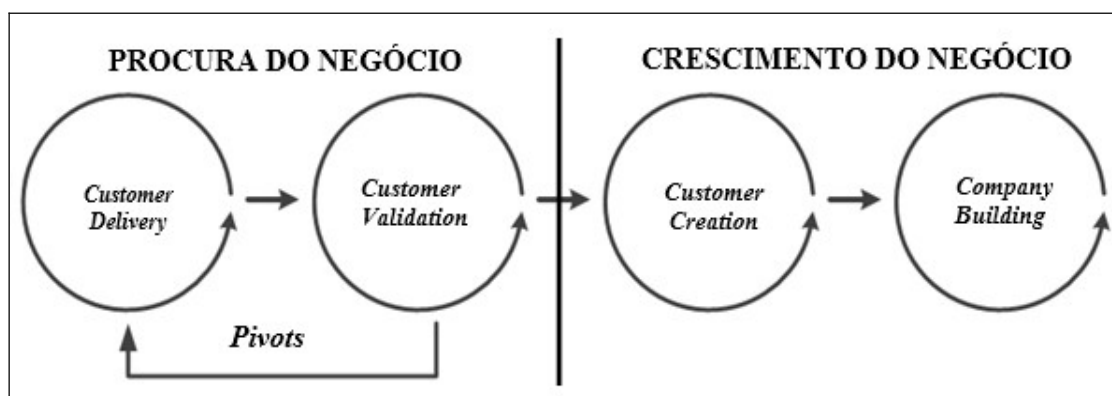 PROCURA DO NEGÓCIO
CRESCIMENTO DO NEGÓCIO
Customer
Delivery
Customer
Validation
Customer
Creation
Company
Building
Pivots